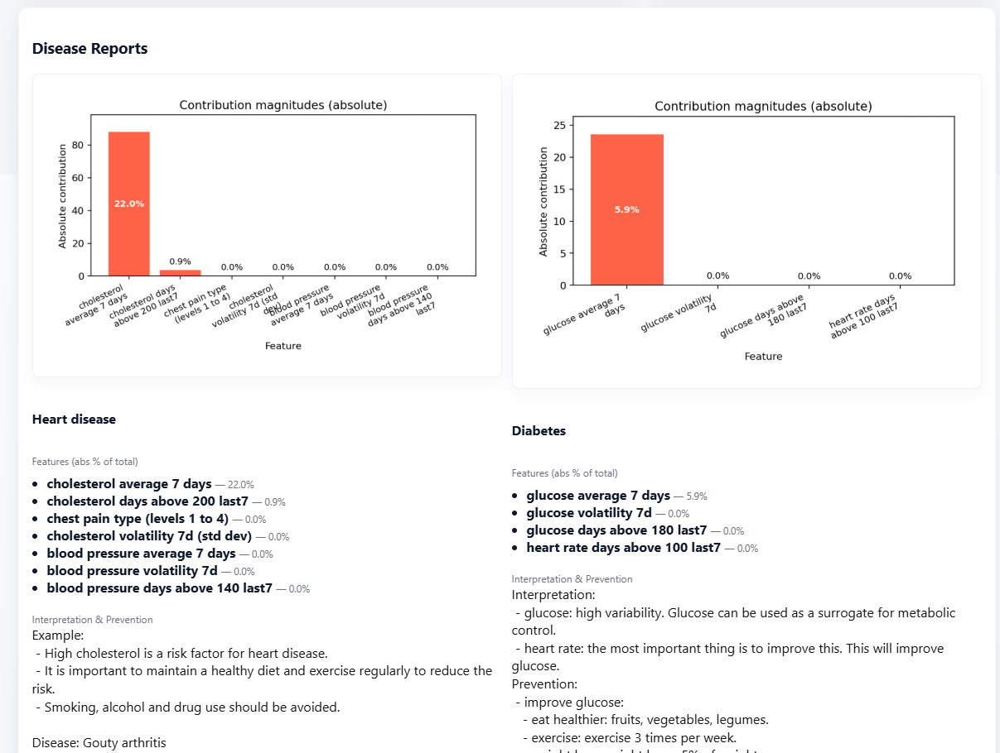 Disease Reports
Contribution magnitudes (absolute)
Absolute contribution
80
60
40
20
0
22.0%
0.9%
0.0%
0.0%
0.0%
0.0%
0.0%
cholesterol
average 7 days
cholesterol days
above 200 last7
chest pain type
(levels 1 to 4)
cholesterol
volatility 7d (std
dev)
blood pressure
average 7 days
blood pressure
volatility 7d
blood pressure
days above 140
last7
Feature
Contribution magnitudes (absolute)
Absolute contribution
25
20
15
10
5
0
5.9%
0.0%
0.0%
0.0%
glucose average 7
days
glucose volatility
7d
glucose days above
180 last7
heart rate days
above 100 last7
Feature
Heart disease
Features (abs % of total)
• cholesterol average 7 days — 22.0%
• cholesterol days above 200 last7 — 0.9%
• chest pain type (levels 1 to 4) — 0.0%
• cholesterol volatility 7d (std dev) — 0.0%
• blood pressure average 7 days — 0.0%
• blood pressure volatility 7d — 0.0%
• blood pressure days above 140 last7 — 0.0%
Interpretation & Prevention
Example:
- High cholesterol is a risk factor for heart disease.
- It is important to maintain a healthy diet and exercise regularly to reduce the
risk.
- Smoking, alcohol and drug use should be avoided.
Disease: Gouty arthritis
Diabetes
Features (abs % of total)
• glucose average 7 days — 5.9%
• glucose volatility 7d — 0.0%
• glucose days above 180 last7 — 0.0%
• heart rate days above 100 last7 — 0.0%
Interpretation & Prevention
Interpretation:
- glucose: high variability. Glucose can be used as a surrogate for metabolic
control.
- heart rate: the most important thing is to improve this. This will improve
glucose.
Prevention:
- improve glucose:
- eat healthier: fruits, vegetables, legumes.
- exercise: exercise 3 times per week.